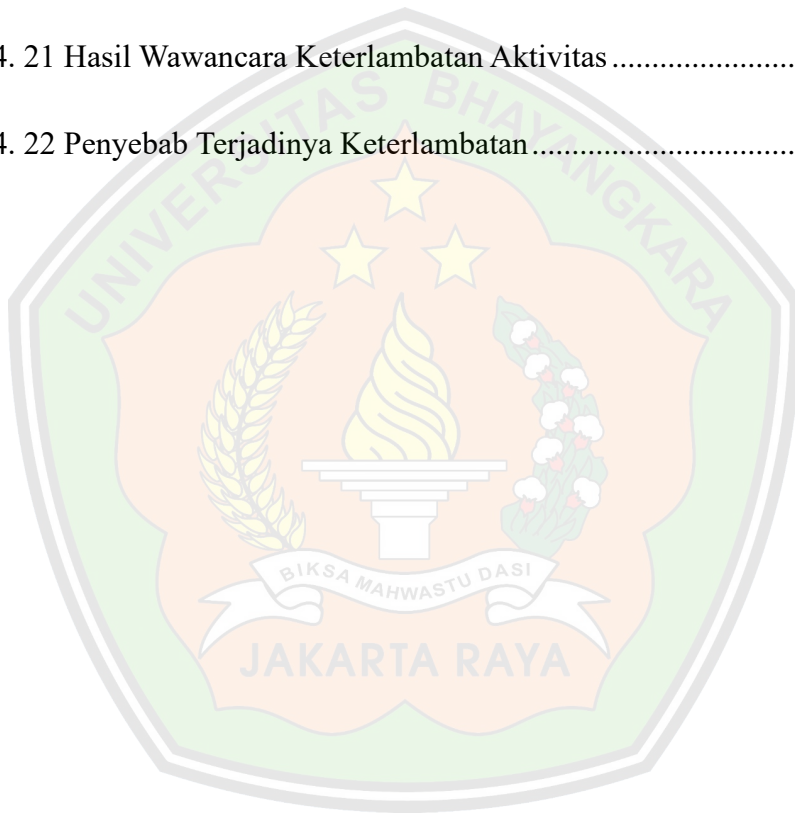 4. 21 Hasil Wawancara Keterlambatan Aktivitas ......................
4. 22 Penyebab Terjadinya Keterlambatan ................................
UNIVERSITAS BHAYANGKARA
BIKSA MAHWASTU DASI
JAKARTA RAYA